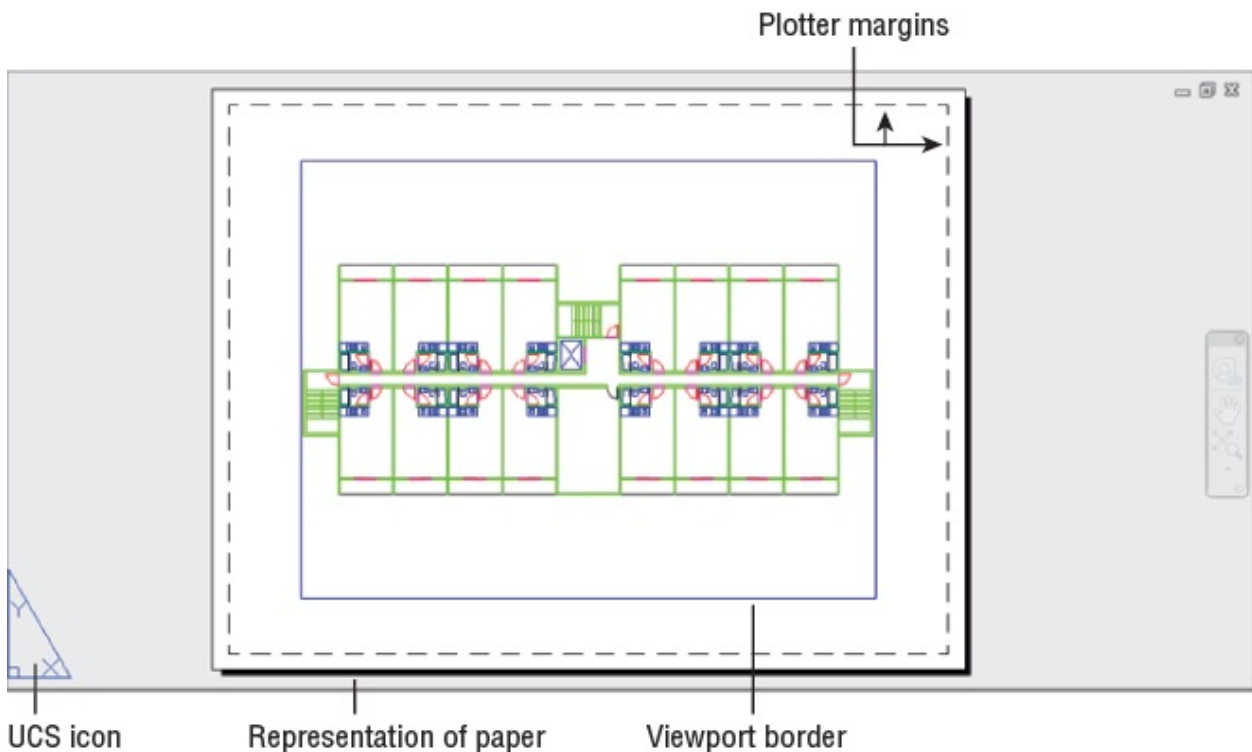 Plotter margins
Y
X
UCS icon
Representation of paper
Viewport border